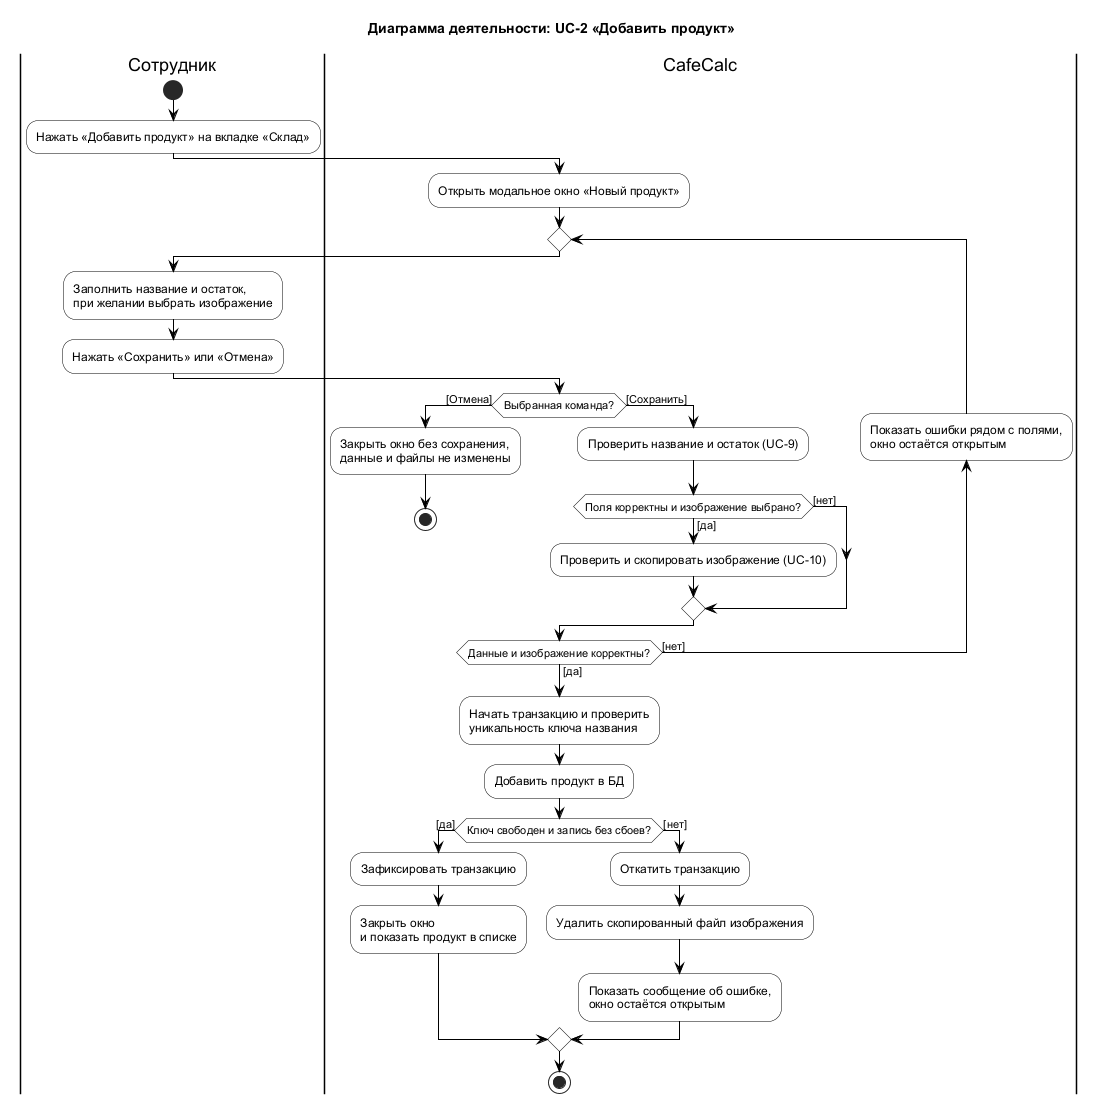 Диаграмма деятельности: UC-2 «Добавить продукт»
Сотрудник
CafeCalc
Нажать «Добавить продукт» на вкладке «Склад»
Открыть модальное окно «Новый продукт»
Заполнить название и остаток,
при желании выбрать изображение
Нажать «Сохранить» или «Отмена»
[Отмена]
Выбранная команда?
[Сохранить]
Закрыть окно без сохранения,
данные и файлы не изменены
Проверить название и остаток (UC-9)
Показать ошибки рядом с полями,
окно остаётся открытым
Поля корректны и изображение выбрано?
[нет]
[да]
Проверить и скопировать изображение (UC-10)
Данные и изображение корректны?
[нет]
[да]
Начать транзакцию и проверить
уникальность ключа названия
Добавить продукт в БД
[да]
Ключ свободен и запись без сбоев?
[нет]
Зафиксировать транзакцию
Откатить транзакцию
Закрыть окно
и показать продукт в списке
Удалить скопированный файл изображения
Показать сообщение об ошибке,
окно остаётся открытым